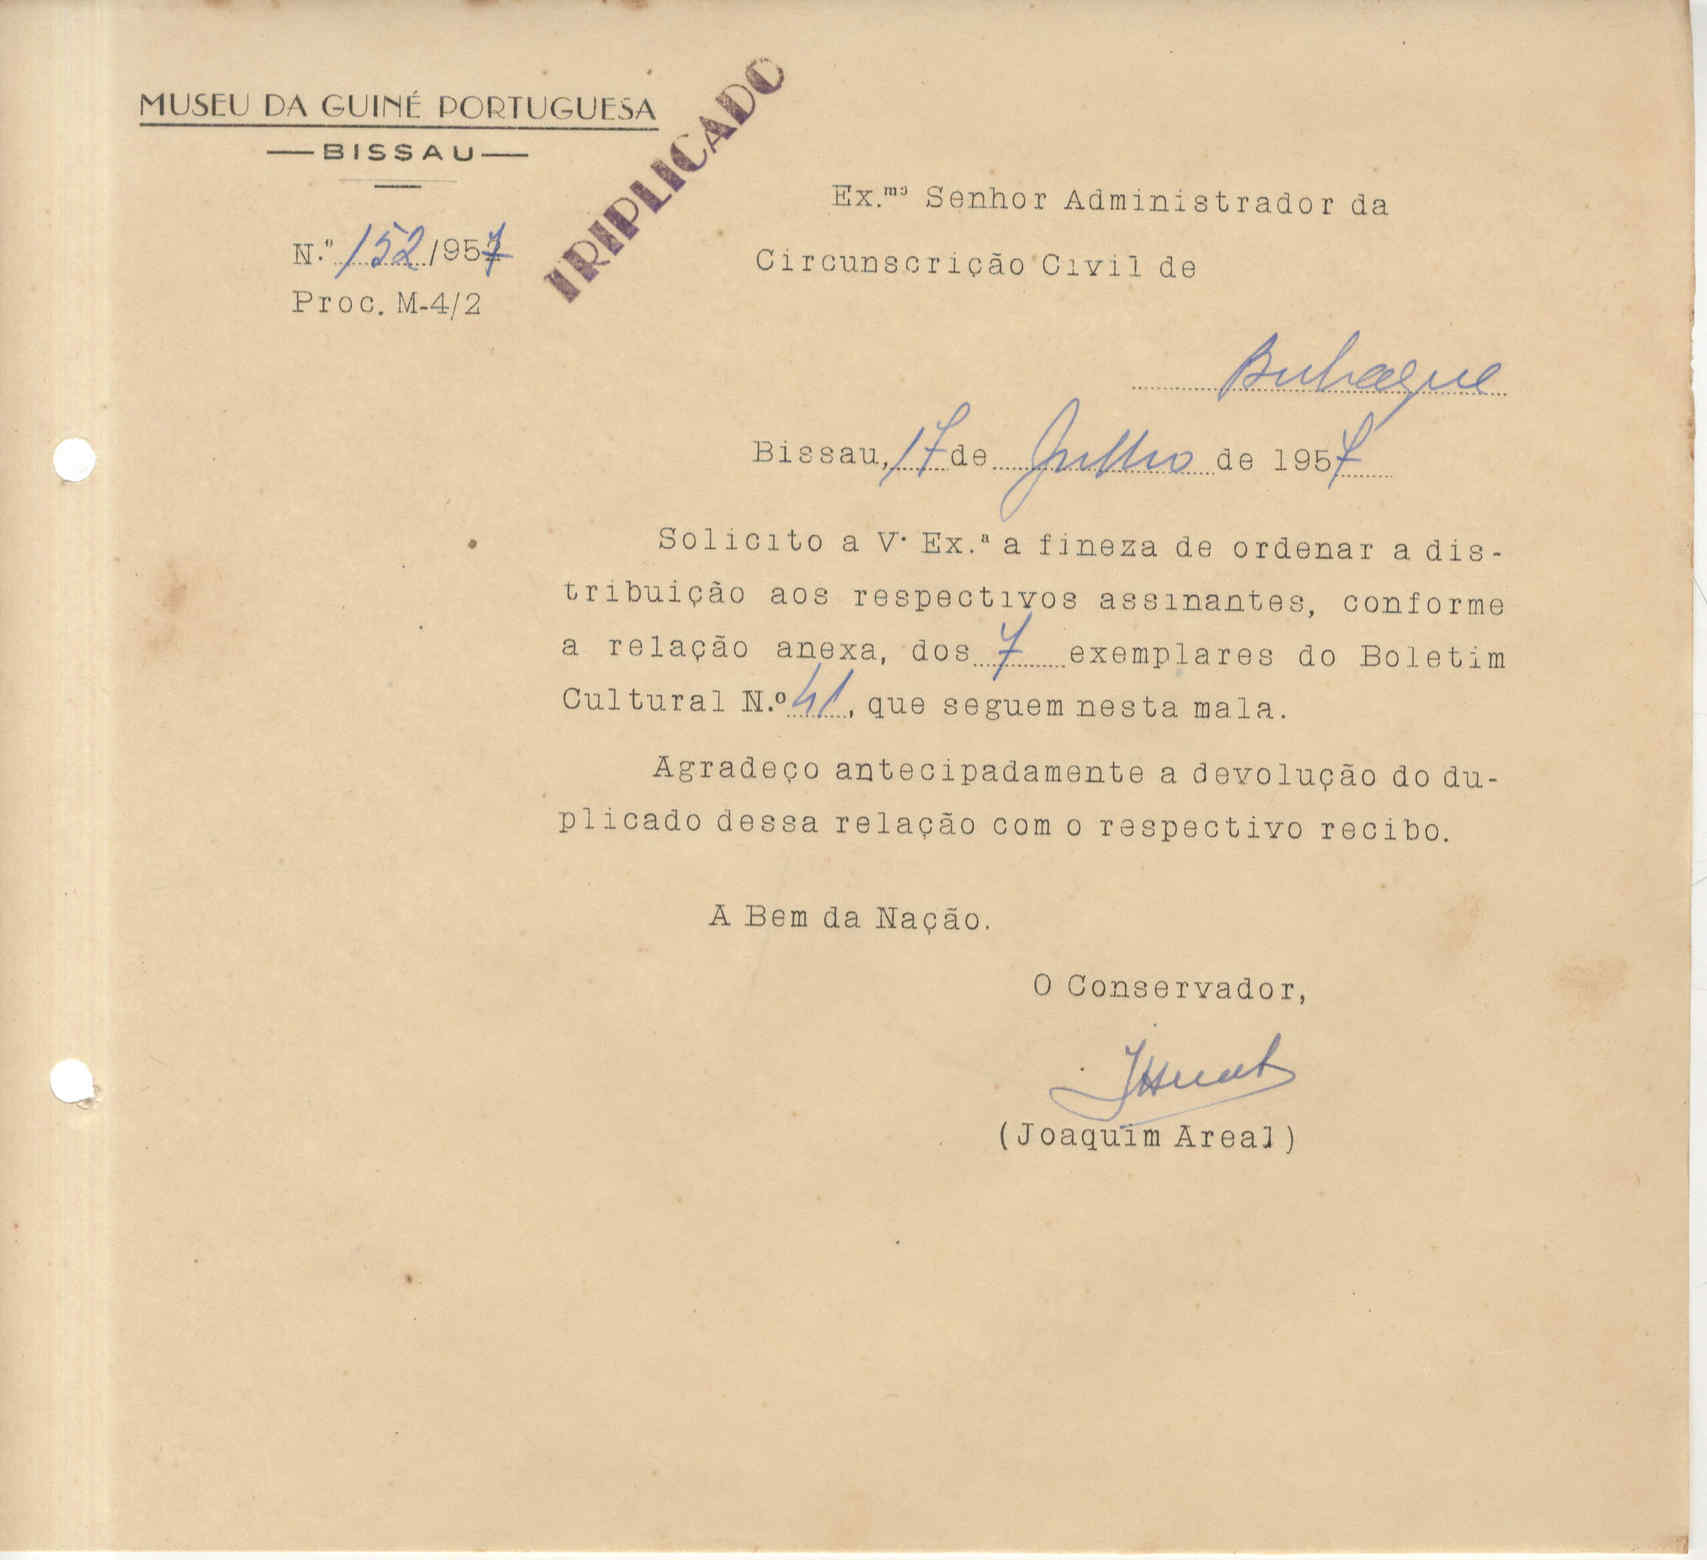 MUSEU DA GUINÉ PORTUGUESA
—BISSAU—
TRIPLICADO
N.º 152/957
Proc. M-4/2
Ex.mo Senhor Administrador da
Circunscrição Civil de
Bubaque
Bissau, 17 de Julho de 1957
Solicito a V. Ex.ª a fineza de ordenar a dis-
tribuição aos respectivos assinantes, conforme
a relação anexa, dos 7 exemplares do Boletim
Cultural N.º 41, que seguem nesta mala.
Agradeço antecipadamente a devolução do du-
plicado dessa relação com o respectivo recibo.
A Bem da Nação.
O Conservador,
(Joaquim Areal)